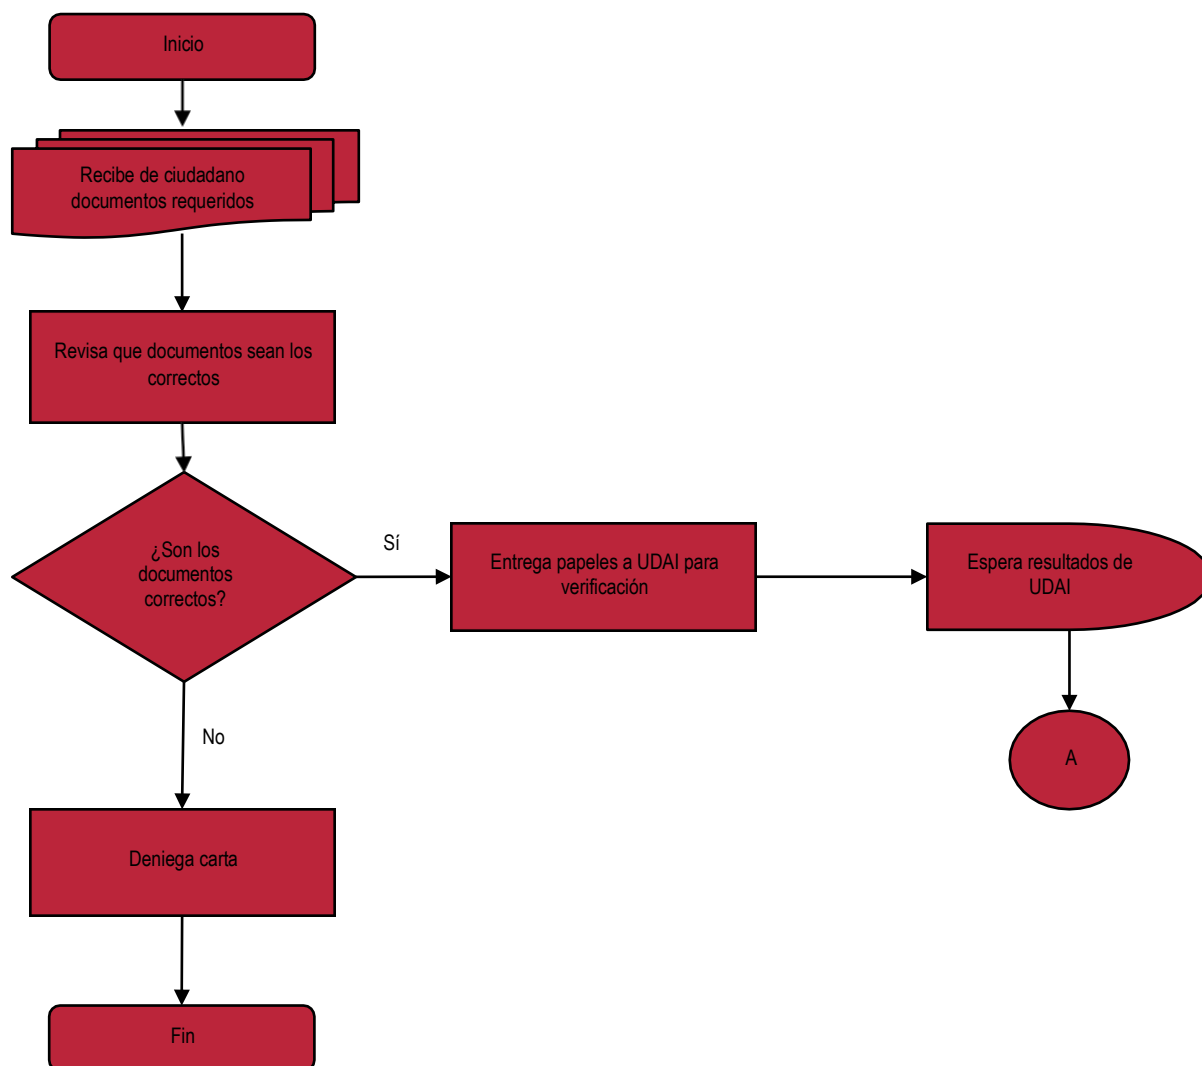 Inicio
Recibe de ciudadano
documentos requeridos
Revisa que documentos sean los
correctos
¿Son los
documentos
correctos?
Sí
Entrega papeles a UDAI para
verificación
Espera resultados de
UDAI
No
A
Deniega carta
Fin